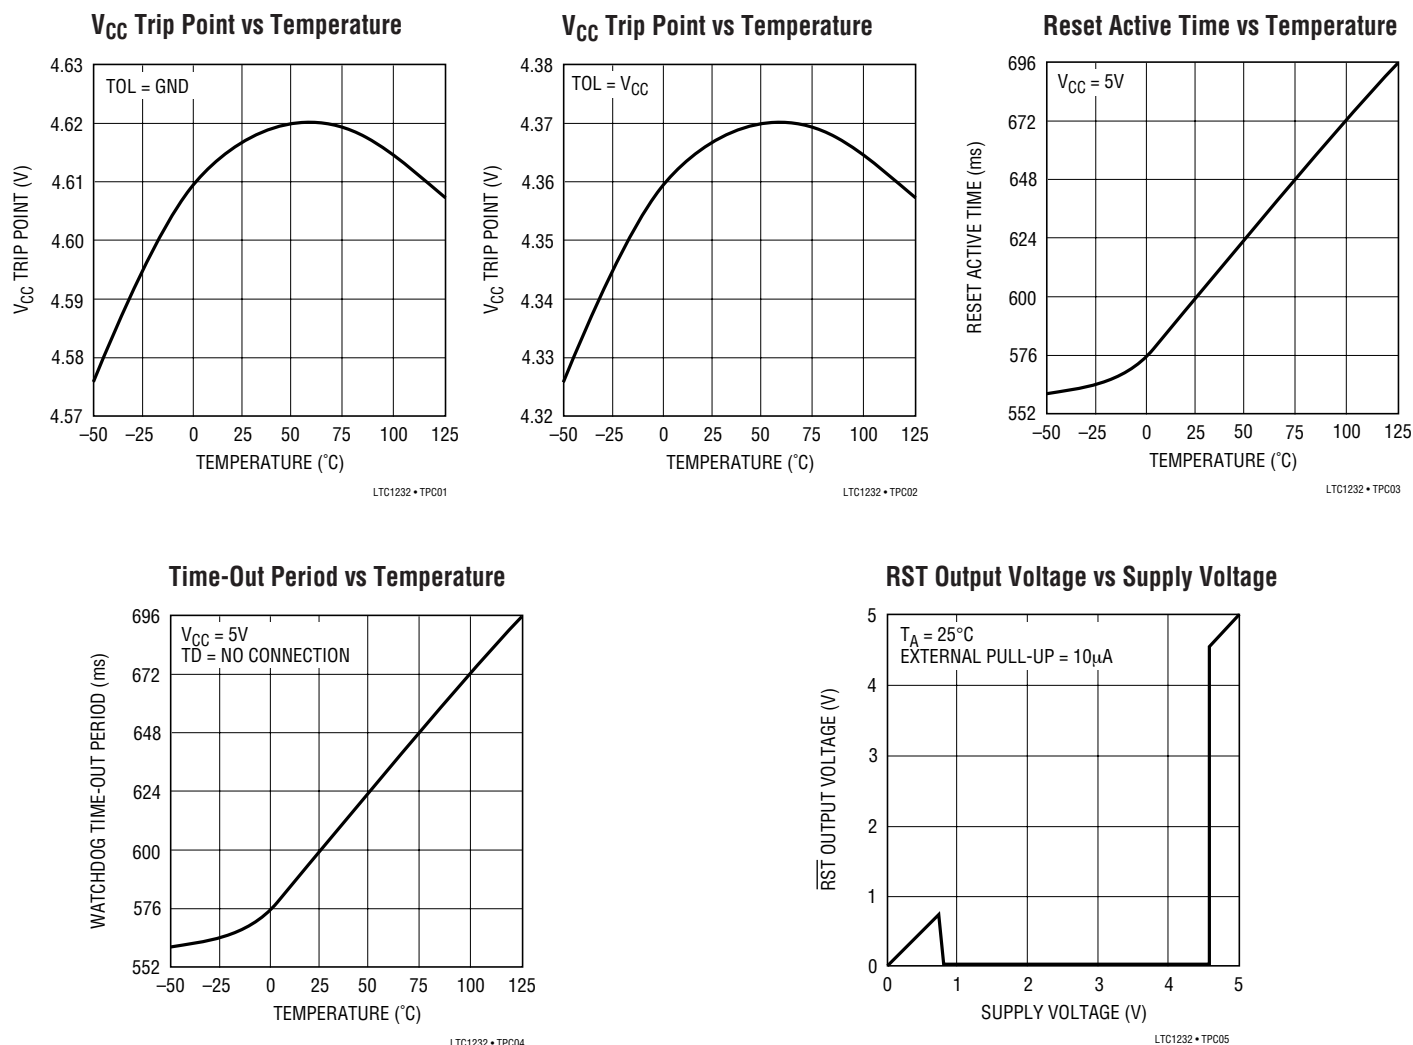 VCC Trip Point vs Temperature
4.63
4.62
4.61
4.60
4.59
4.58
4.57
VCC TRIP POINT (V)
TOL = GND
–50 –25 0 25 50 75 100 125
TEMPERATURE (˚C)
LTC1232 • TPC01
VCC Trip Point vs Temperature
4.38
4.37
4.36
4.35
4.34
4.33
4.32
VCC TRIP POINT (V)
TOL = VCC
–50 –25 0 25 50 75 100 125
TEMPERATURE (˚C)
LTC1232 • TPC02
Reset Active Time vs Temperature
696
672
648
624
600
576
552
RESET ACTIVE TIME (ms)
VCC = 5V
–50 –25 0 25 50 75 100 125
TEMPERATURE (˚C)
LTC1232 • TPC03
Time-Out Period vs Temperature
696
672
648
624
600
576
552
WATCHDOG TIME-OUT PERIOD (ms)
VCC = 5V
TD = NO CONNECTION
–50 –25 0 25 50 75 100 125
TEMPERATURE (˚C)
LTC1232 • TPC04
RST Output Voltage vs Supply Voltage
5
4
3
2
1
0
RST OUTPUT VOLTAGE (V)
TA = 25°C
EXTERNAL PULL-UP = 10µA
0 1 2 3 4 5
SUPPLY VOLTAGE (V)
LTC1232 • TPC05